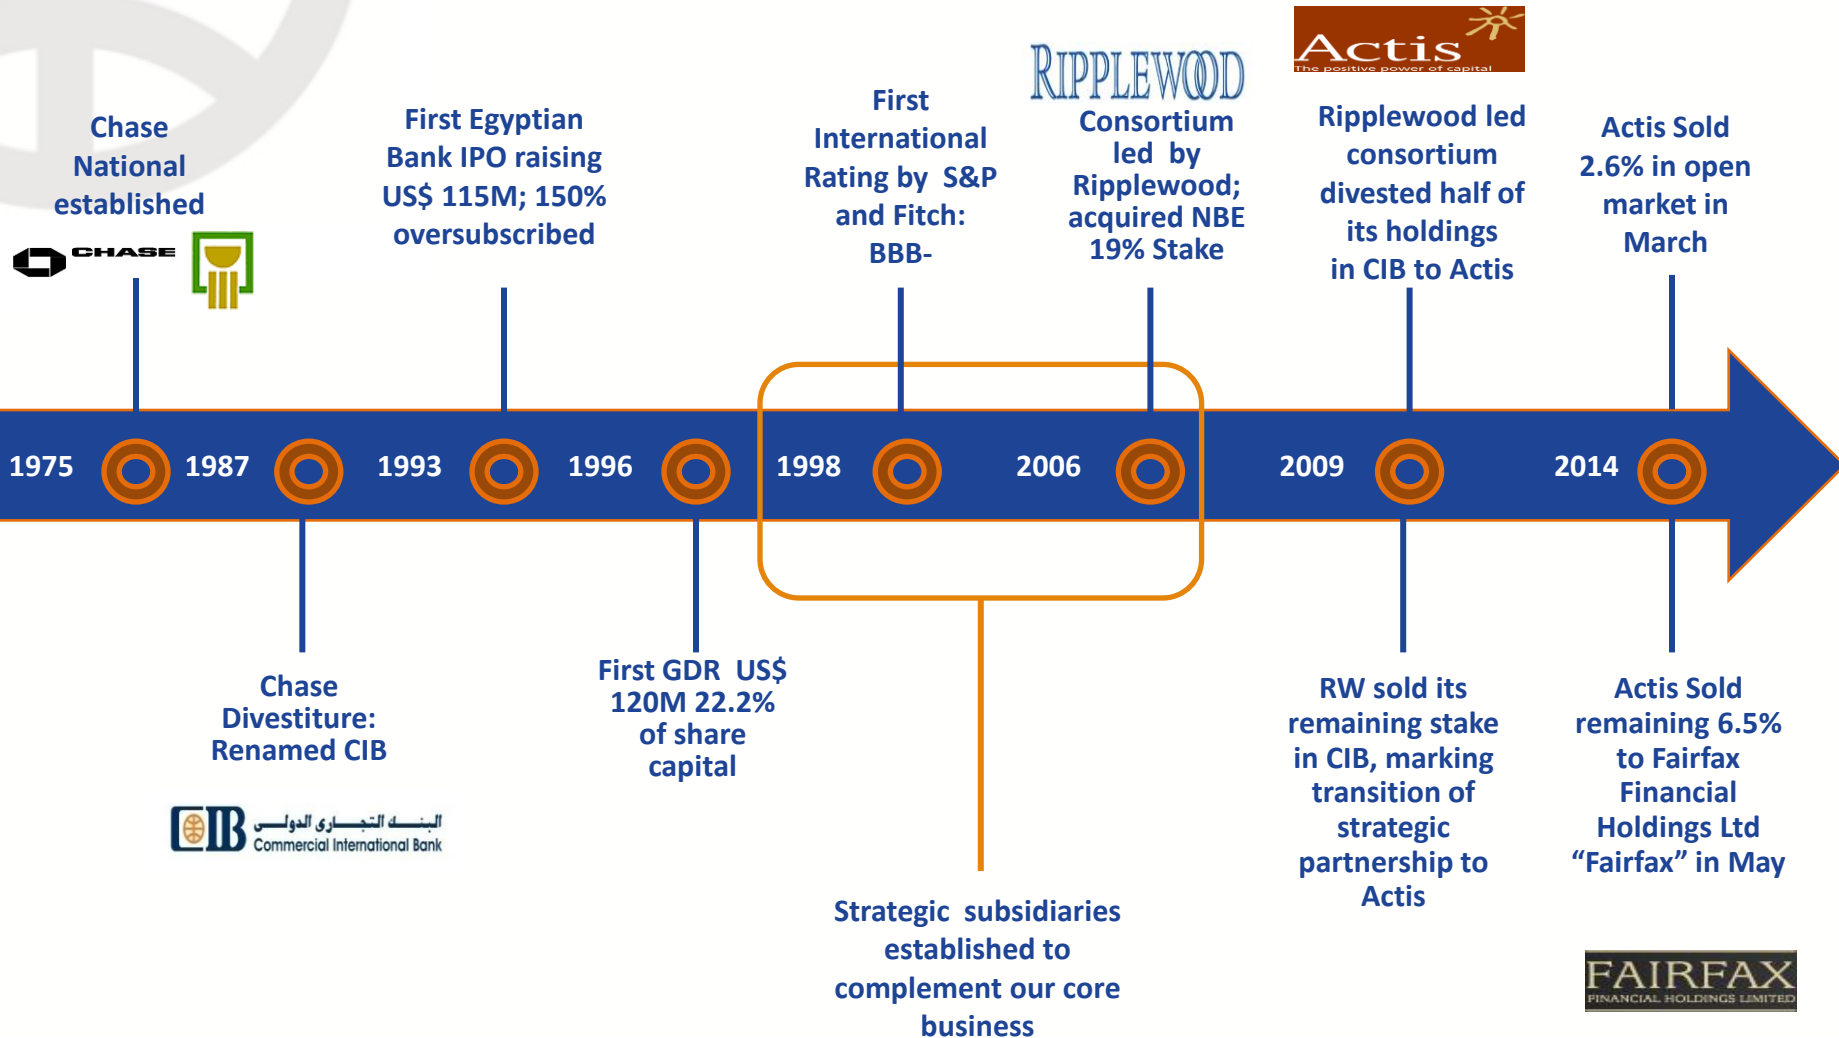 Chase
National
established
CHASE
First Egyptian
Bank IPO raising
US$ 115M; 150%
oversubscribed
First
International
Rating by S&P
and Fitch:
BBB-
RIPPLEWOOD
Consortium
led by
Ripplewood;
acquired NBE
19% Stake
Actis
The positive power of capital
Ripplewood led
consortium
divested half of
its holdings
in CIB to Actis
Actis Sold
2.6% in open
market in
March
1975
1987
1993
1996
1998
2006
2009
2014
Chase
Divestiture:
Renamed CIB
CIB
البنك التجارى الدولى
Commercial International Bank
First GDR US$
120M 22.2%
of share
capital
Strategic subsidiaries
established to
complement our core
business
RW sold its
remaining stake
in CIB, marking
transition of
strategic
partnership to
Actis
Actis Sold
remaining 6.5%
to Fairfax
Financial
Holdings Ltd
“Fairfax” in May
FAIRFAX
FINANCIAL HOLDINGS LIMITED